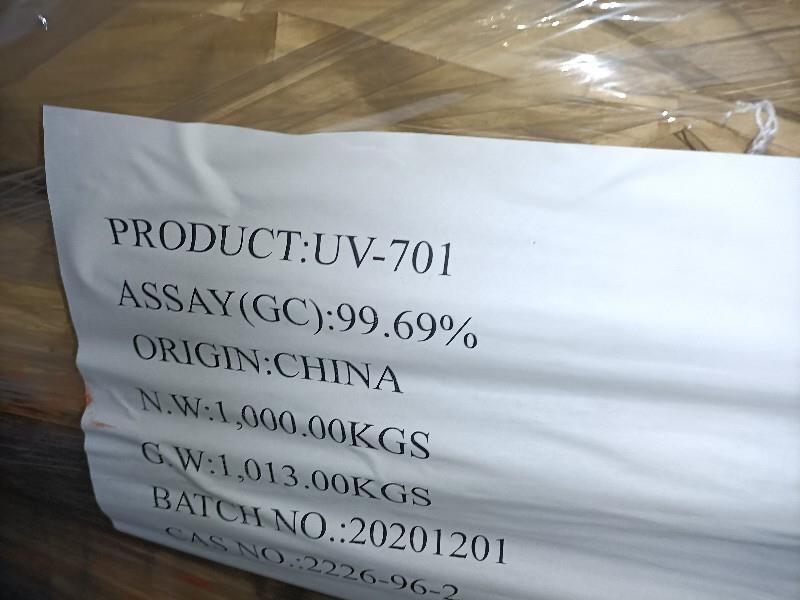 PRODUCT:UV-701
ASSAY(GC):99.69%
ORIGIN:CHINA
N.W:1,000.00KGS
G.W:1,013.00KGS
BATCH NO.:20201201
CAS NO.:2226-96-2